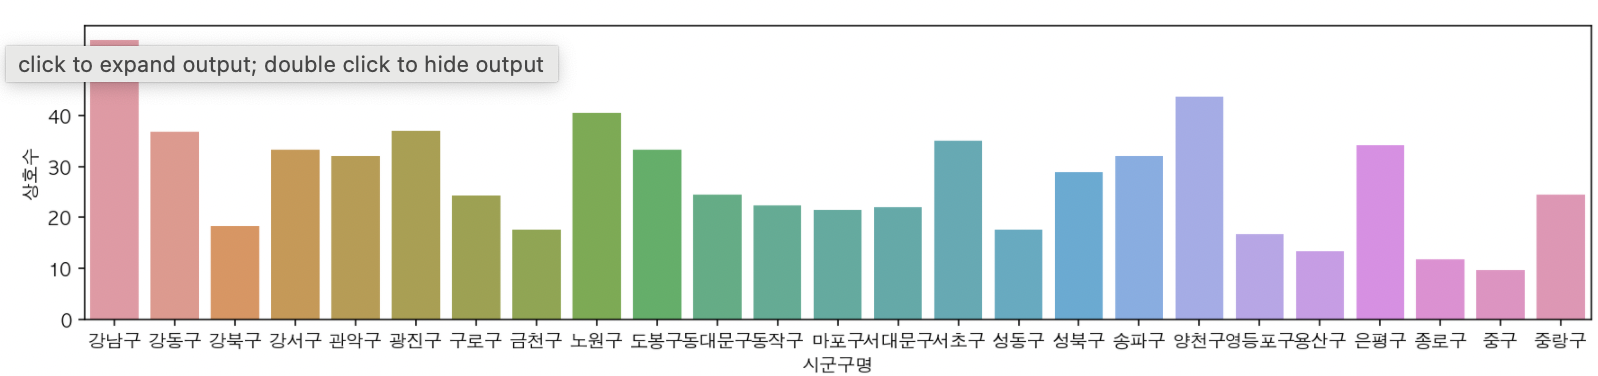 click to expand output; double click to hide output
상호수
40
30
20
10
0
강남구 강동구 강북구 강서구 관악구 광진구 구로구 금천구 노원구 도봉구 동대문구 동작구 마포구 서대문구 서초구 성동구 성북구 송파구 양천구 영등포구 용산구 은평구 종로구 중구 중랑구
시군구명